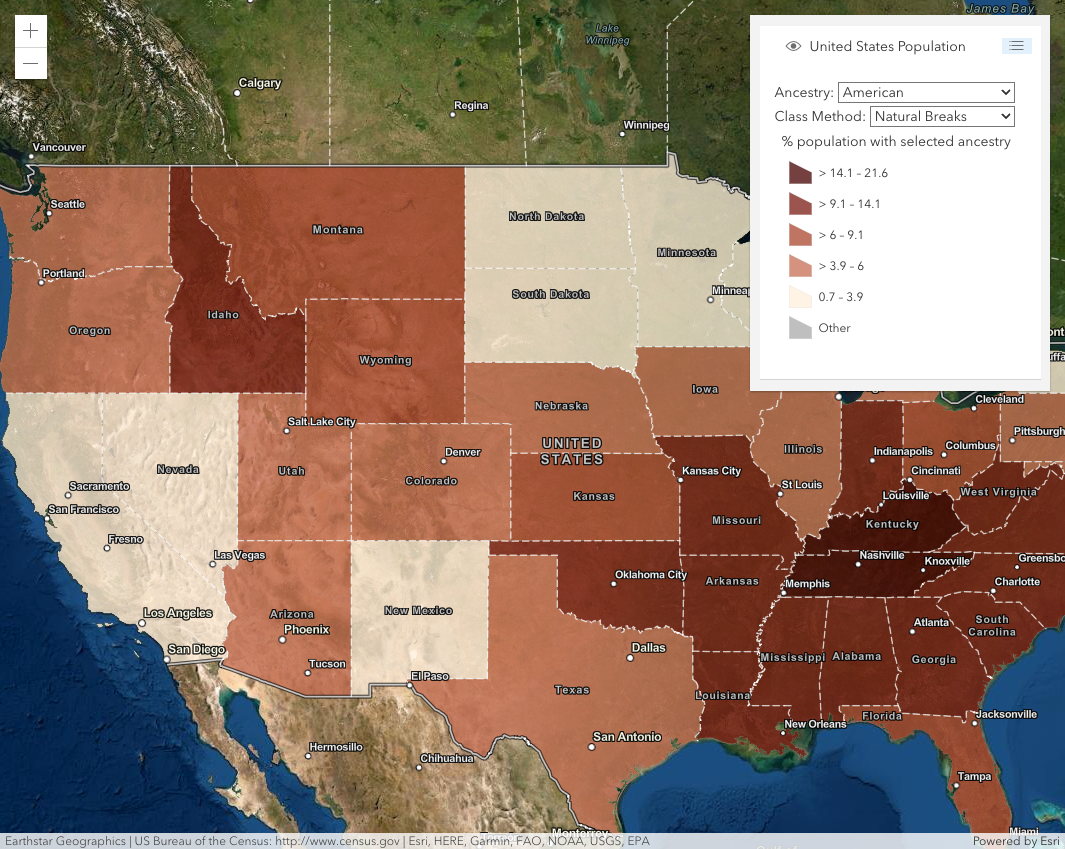 +
−
James Bay
Lake
Winnipeg
Calgary
Regina
Winnipeg
Vancouver
United States Population
Ancestry: American
Class Method: Natural Breaks
% population with selected ancestry
> 14.1 – 21.6
> 9.1 – 14.1
> 6 – 9.1
> 3.9 – 6
0.7 – 3.9
Other
Seattle
North Dakota
Montana
Minnesota
Portland
Minneap
South Dakota
Idaho
Oregon
Wyoming
Iowa
Cleveland
Nebraska
Salt Lake City
Pittsburgh
UNITED
STATES
Columbus
Denver
Illinois
Indianapolis
Nevada
Utah
Kansas City
Cincinnati
Colorado
Sacramento
St Louis
West Virginia
Kansas
Louisville
San Francisco
Missouri
Kentucky
Fresno
Las Vegas
Nashville
Knoxville
Greensbo
Oklahoma City
Arkansas
Memphis
Charlotte
New Mexico
Los Angeles
Arizona
Phoenix
Atlanta
South
Carolina
San Diego
Dallas
Mississippi
Alabama
Georgia
Tucson
El Paso
Texas
Louisiana
Florida
Jacksonville
New Orleans
San Antonio
Hermosillo
Chihuahua
Tampa
Monterrey
Miami
Earthstar Geographics | US Bureau of the Census: http://www.census.gov | Esri, HERE, Garmin, FAO, NOAA, USGS, EPA
Powered by Esri